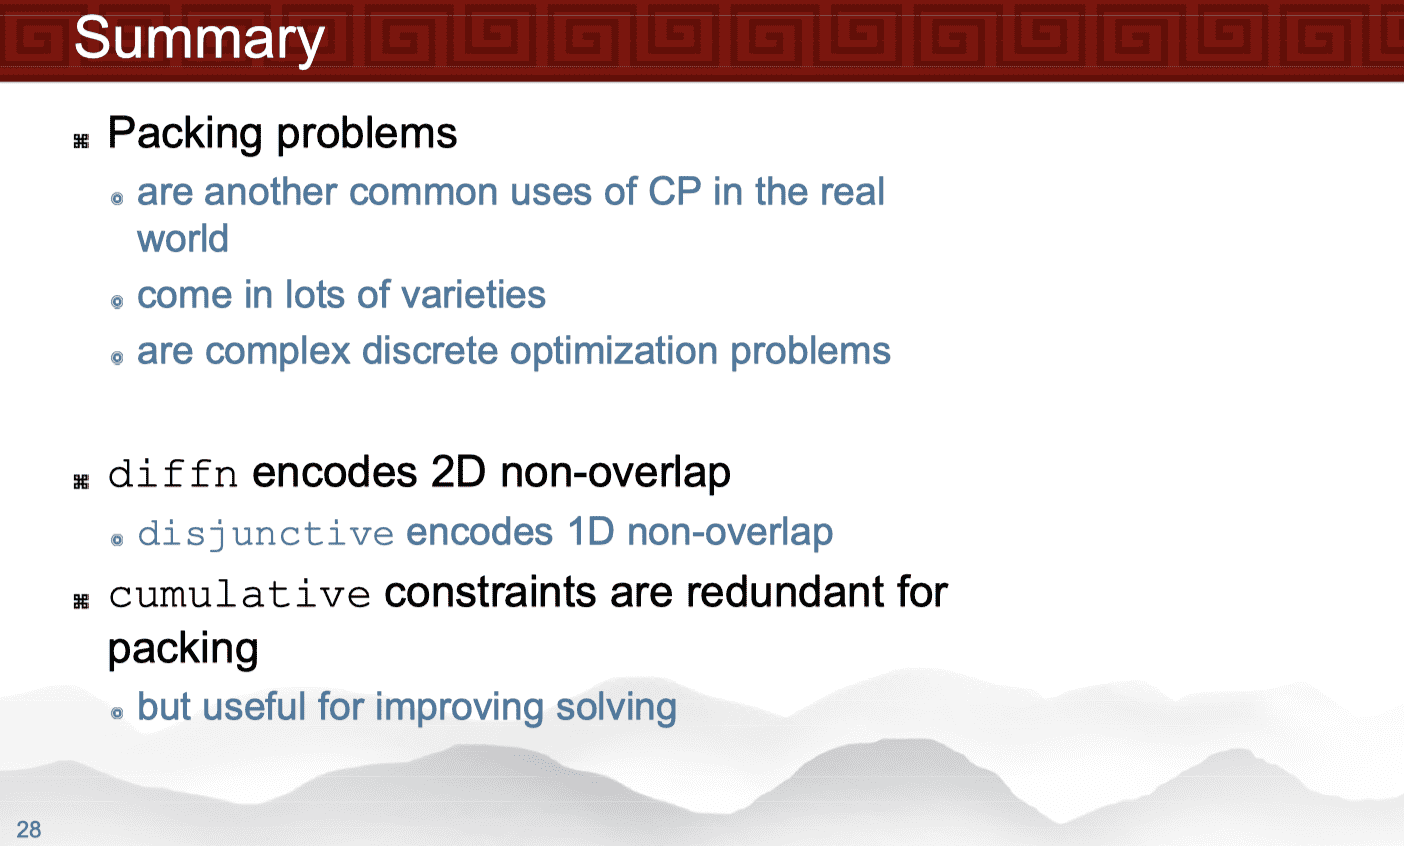 Summary
⌘ Packing problems
◎ are another common uses of CP in the real
world
◎ come in lots of varieties
◎ are complex discrete optimization problems
⌘ diffn encodes 2D non-overlap
◎ disjunctive encodes 1D non-overlap
⌘ cumulative constraints are redundant for
packing
◎ but useful for improving solving
28